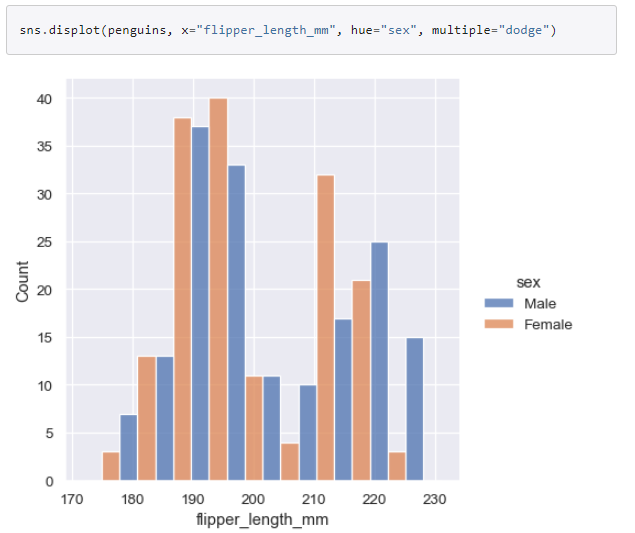 sns.displot(penguins, x="flipper_length_mm", hue="sex", multiple="dodge")
40
35
30
25
20
15
10
5
0
Count
170 180 190 200 210 220 230
flipper_length_mm
sex
Male
Female